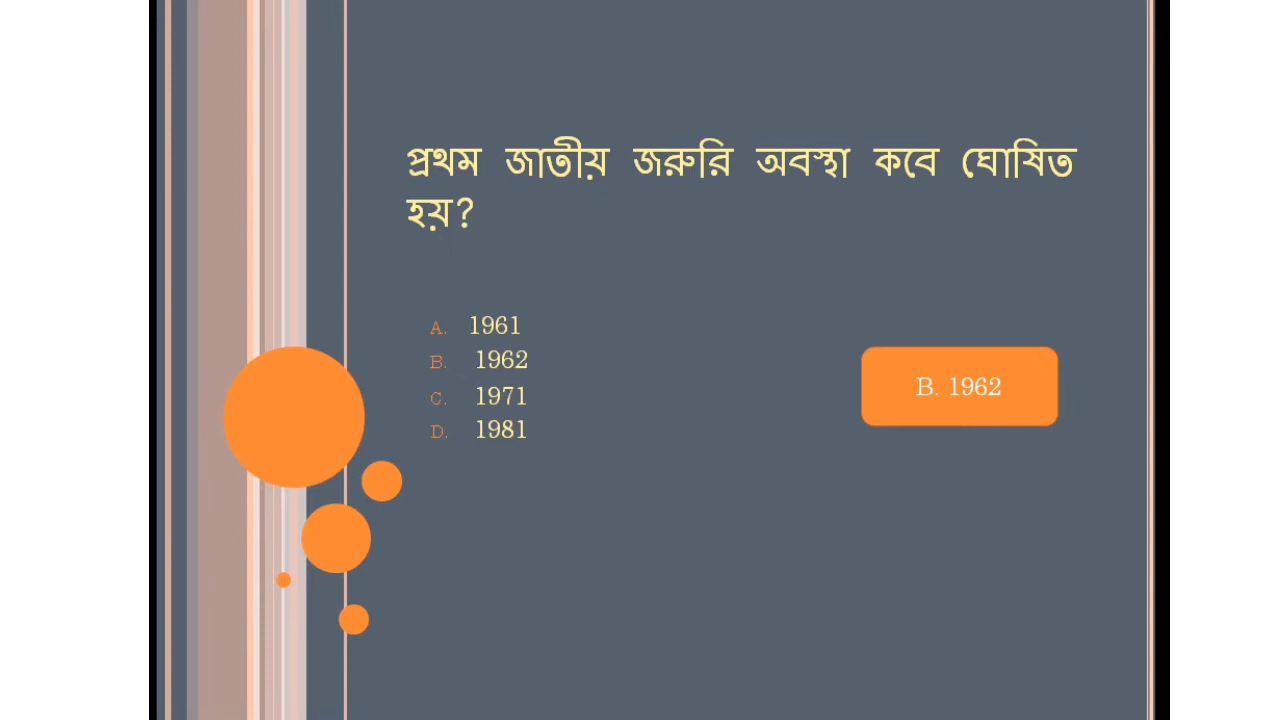 প্রথম জাতীয় জরুরি অবস্থা কবে ঘোষিত
হয়?
A. 1961
B. 1962
C. 1971
D. 1981
B. 1962